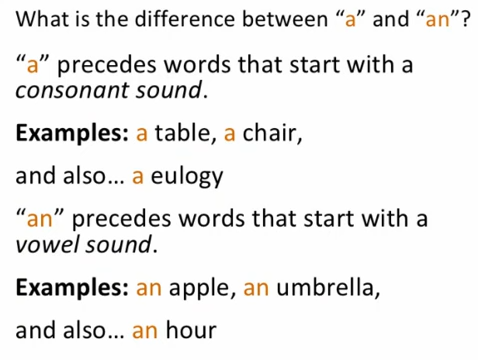 What is the difference between “a” and “an”?
“a” precedes words that start with a
consonant sound.
Examples: a table, a chair,
and also… a eulogy
“an” precedes words that start with a
vowel sound.
Examples: an apple, an umbrella,
and also… an hour